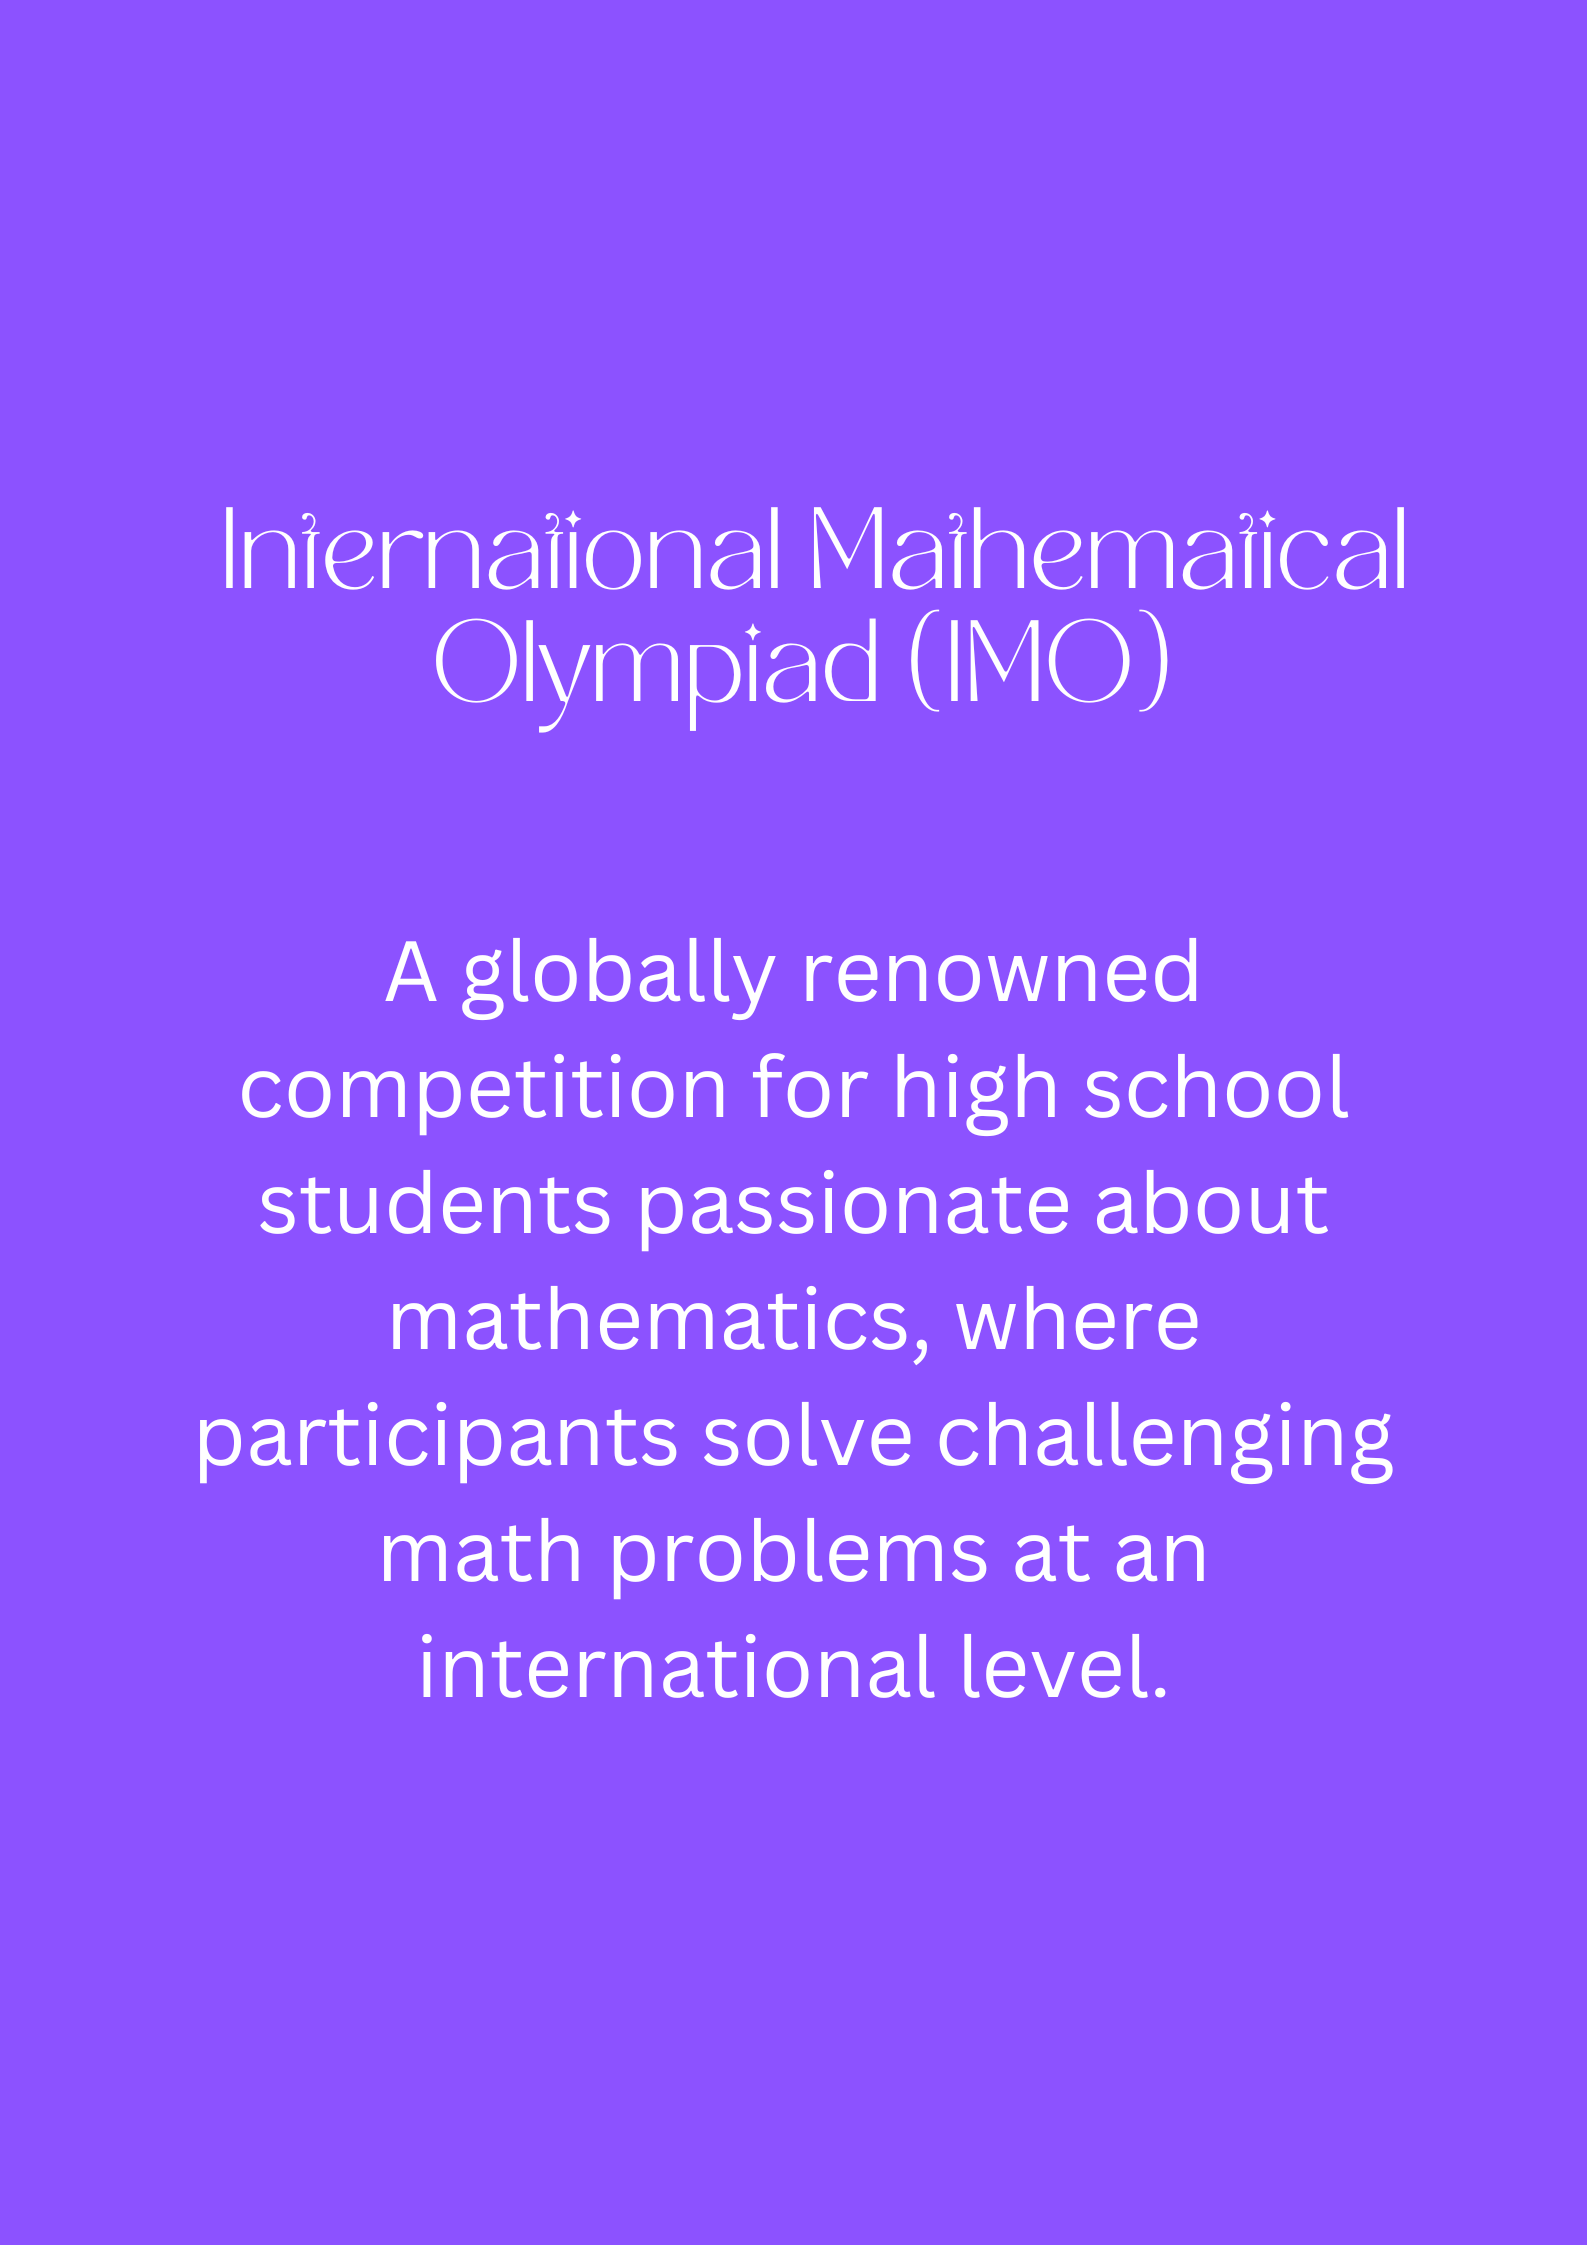 International Mathematical
Olympiad (IMO)
A globally renowned
competition for high school
students passionate about
mathematics, where
participants solve challenging
math problems at an
international level.